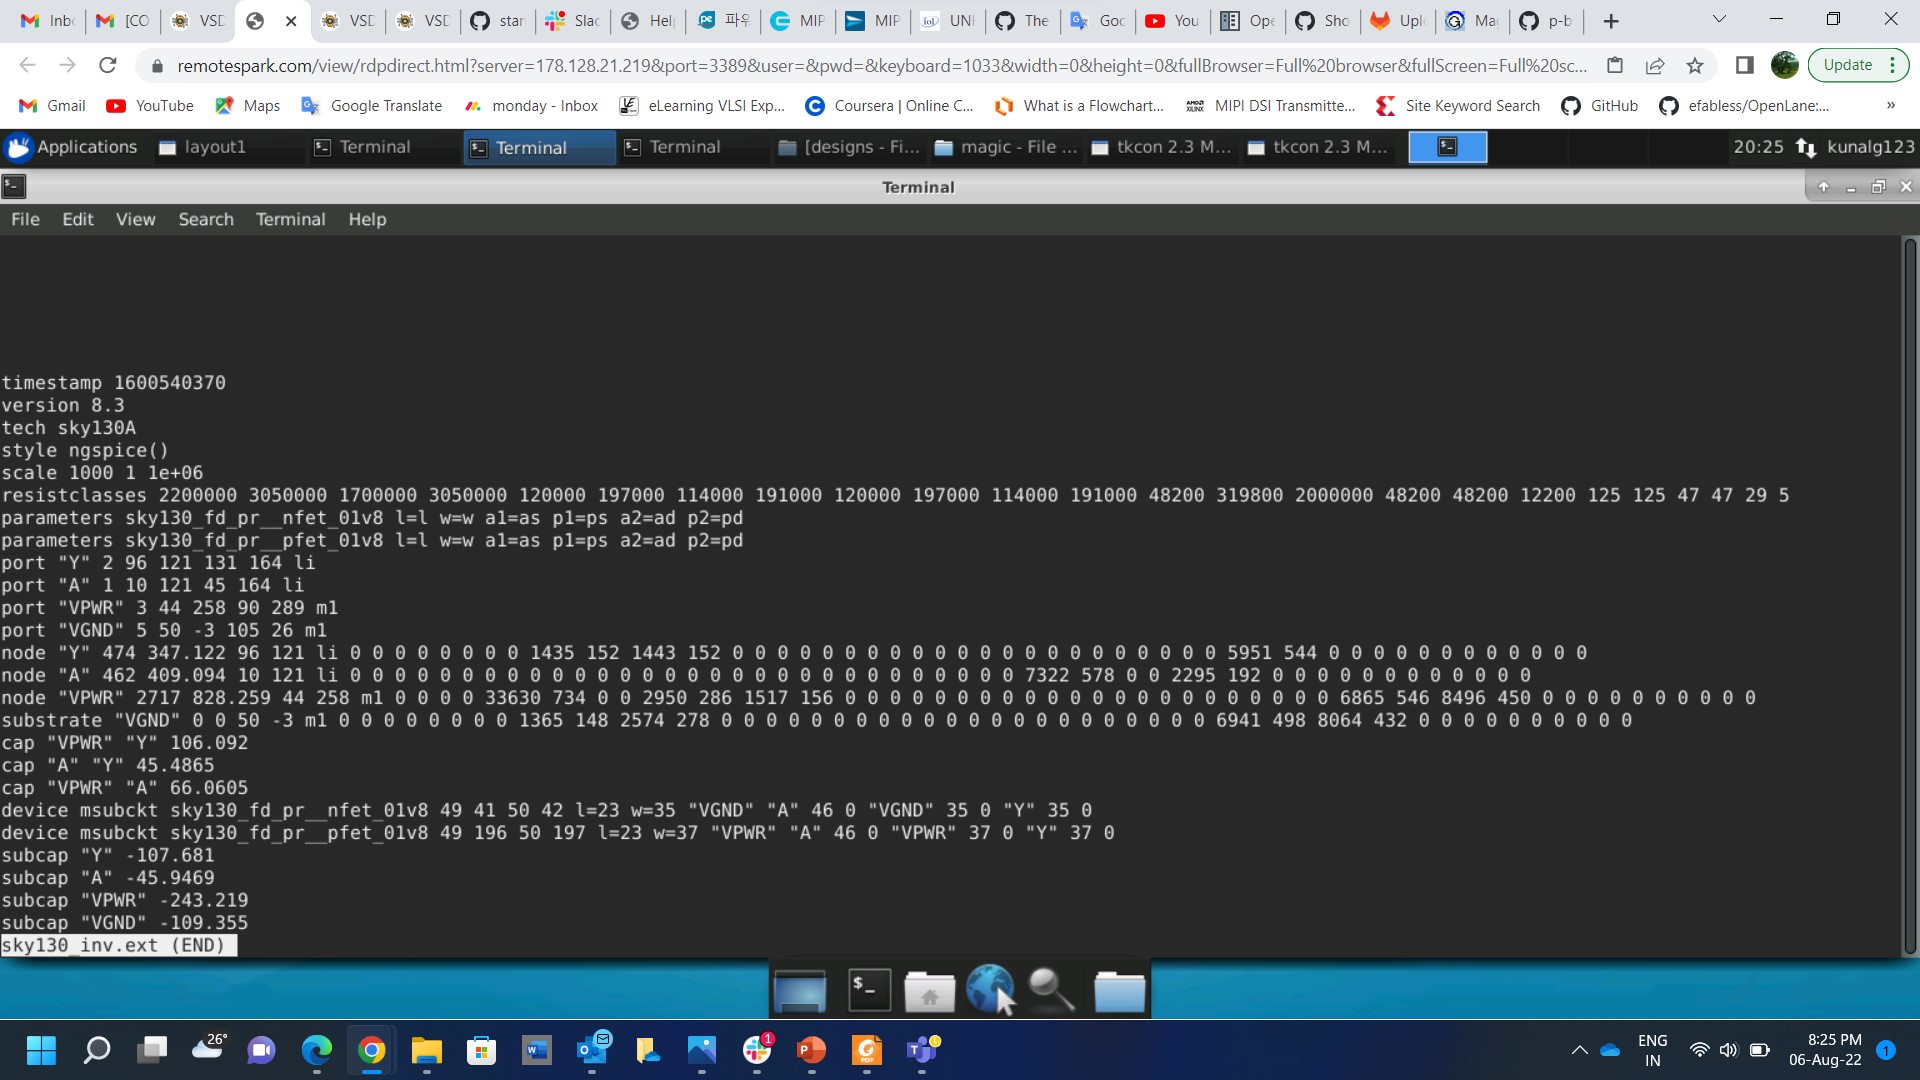 Inb
[CO
VSD
VSD
VSD
star
Slac
Hel
파우
MIP
MIP
UNI
The
Goo
You
Ope
Sho
Upl
Ma
p-b
remotespark.com/view/rdpdirect.html?server=178.128.21.219&port=3389&user=&pwd=&keyboard=1033&width=0&height=0&fullBrowser=Full%20browser&fullScreen=Full%20sc...
Update
Gmail YouTube Maps Google Translate monday - Inbox eLearning VLSI Exp... Coursera | Online C... What is a Flowchart... MIPI DSI Transmitte... Site Keyword Search GitHub efabless/OpenLane:... »
Applications layout1 Terminal Terminal Terminal [designs - Fi... magic - File ... tkcon 2.3 M... tkcon 2.3 M... 20:25 kunalg123
Terminal
File Edit View Search Terminal Help
timestamp 1600540370
version 8.3
tech sky130A
style ngspice()
scale 1000 1 1e+06
resistclasses 2200000 3050000 1700000 3050000 120000 197000 114000 191000 120000 197000 114000 191000 48200 319800 2000000 48200 48200 12200 125 125 47 47 29 5
parameters sky130_fd_pr__nfet_01v8 l=l w=w a1=as p1=ps a2=ad p2=pd
parameters sky130_fd_pr__pfet_01v8 l=l w=w a1=as p1=ps a2=ad p2=pd
port "Y" 2 96 121 131 164 li
port "A" 1 10 121 45 164 li
port "VPWR" 3 44 258 90 289 m1
port "VGND" 5 50 -3 105 26 m1
node "Y" 474 347.122 96 121 li 0 0 0 0 0 0 0 0 1435 152 1443 152 0 0 0 0 0 0 0 0 0 0 0 0 0 0 0 0 0 0 0 0 0 0 5951 544 0 0 0 0 0 0 0 0 0 0 0 0
node "A" 462 409.094 10 121 li 0 0 0 0 0 0 0 0 0 0 0 0 0 0 0 0 0 0 0 0 0 0 0 0 0 0 0 0 0 0 7322 578 0 0 2295 192 0 0 0 0 0 0 0 0 0 0 0 0
node "VPWR" 2717 828.259 44 258 m1 0 0 0 0 33630 734 0 0 2950 286 1517 156 0 0 0 0 0 0 0 0 0 0 0 0 0 0 0 0 0 0 0 0 0 0 6865 546 8496 450 0 0 0 0 0 0 0 0 0 0
substrate "VGND" 0 0 50 -3 m1 0 0 0 0 0 0 0 0 1365 148 2574 278 0 0 0 0 0 0 0 0 0 0 0 0 0 0 0 0 0 0 0 0 0 0 6941 498 8064 432 0 0 0 0 0 0 0 0 0 0
cap "VPWR" "Y" 106.092
cap "A" "Y" 45.4865
cap "VPWR" "A" 66.0605
device msubckt sky130_fd_pr__nfet_01v8 49 41 50 42 l=23 w=35 "VGND" "A" 46 0 "VGND" 35 0 "Y" 35 0
device msubckt sky130_fd_pr__pfet_01v8 49 196 50 197 l=23 w=37 "VPWR" "A" 46 0 "VPWR" 37 0 "Y" 37 0
subcap "Y" -107.681
subcap "A" -45.9469
subcap "VPWR" -243.219
subcap "VGND" -109.355
sky130_inv.ext (END)
26°
1
ENG
IN
8:25 PM
06-Aug-22
1